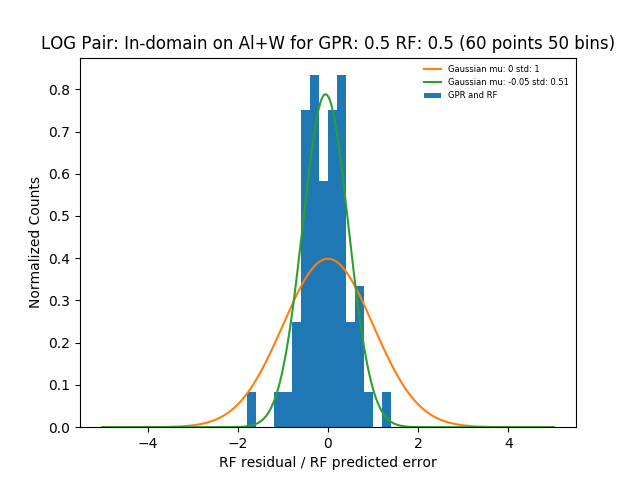 LOG Pair: In-domain on Al+W for GPR: 0.5 RF: 0.5 (60 points 50 bins)
Gaussian mu: 0 std: 1
Gaussian mu: -0.05 std: 0.51
GPR and RF
Normalized Counts
0.8
0.7
0.6
0.5
0.4
0.3
0.2
0.1
0.0
−4 −2 0 2 4
RF residual / RF predicted error